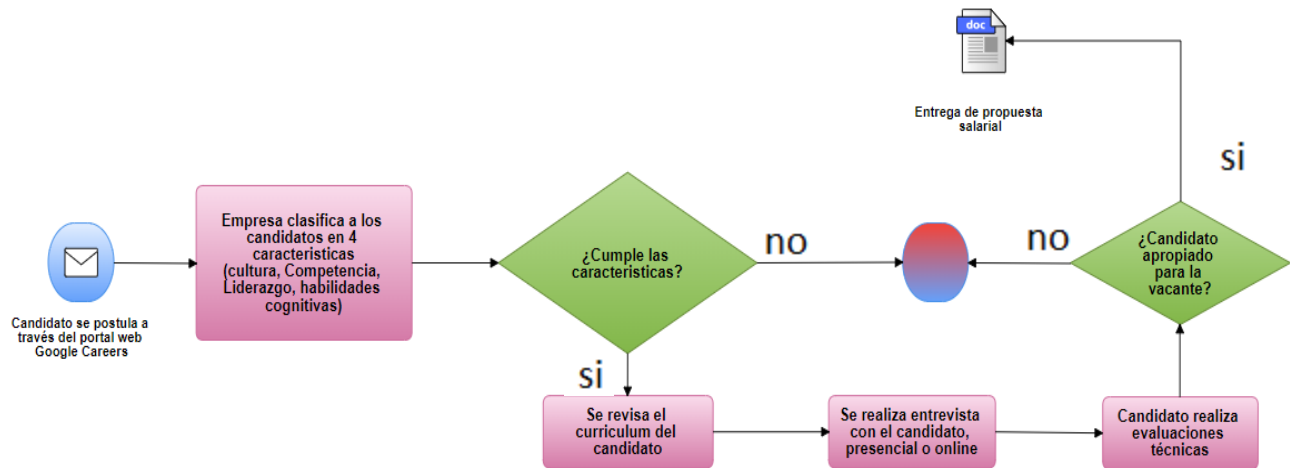 Candidato se postula a
través del portal web
Google Careers
Empresa clasifica a los
candidatos en 4
caracteristicas
(cultura, Competencia,
Liderazgo, habilidades
cognitivas)
¿Cumple las
caracteristicas?
no
si
Se revisa el
curriculum del
candidato
Se realiza entrevista
con el candidato,
presencial o online
Candidato realiza
evaluaciones
técnicas
¿Candidato
apropiado
para la
vacante?
no
si
doc
Entrega de propuesta
salarial